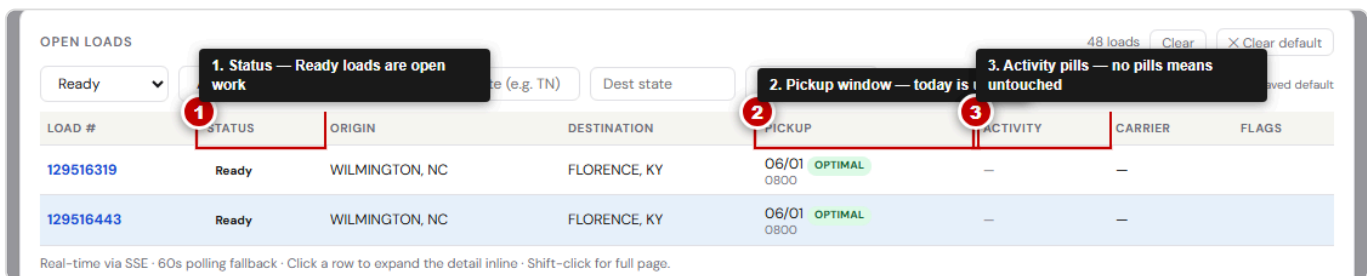 OPEN LOADS
48 loads Clear × Clear default
1. Status — Ready loads are open
work
3. Activity pills — no pills means
untouched
2. Pickup window — today is
Ready
te (e.g. TN)
Dest state
aved default
1
2
3
LOAD # STATUS ORIGIN DESTINATION PICKUP ACTIVITY CARRIER FLAGS
129516319 Ready WILMINGTON, NC FLORENCE, KY 06/01 OPTIMAL — —
0800
129516443 Ready WILMINGTON, NC FLORENCE, KY 06/01 OPTIMAL — —
0800
Real-time via SSE · 60s polling fallback · Click a row to expand the detail inline · Shift-click for full page.